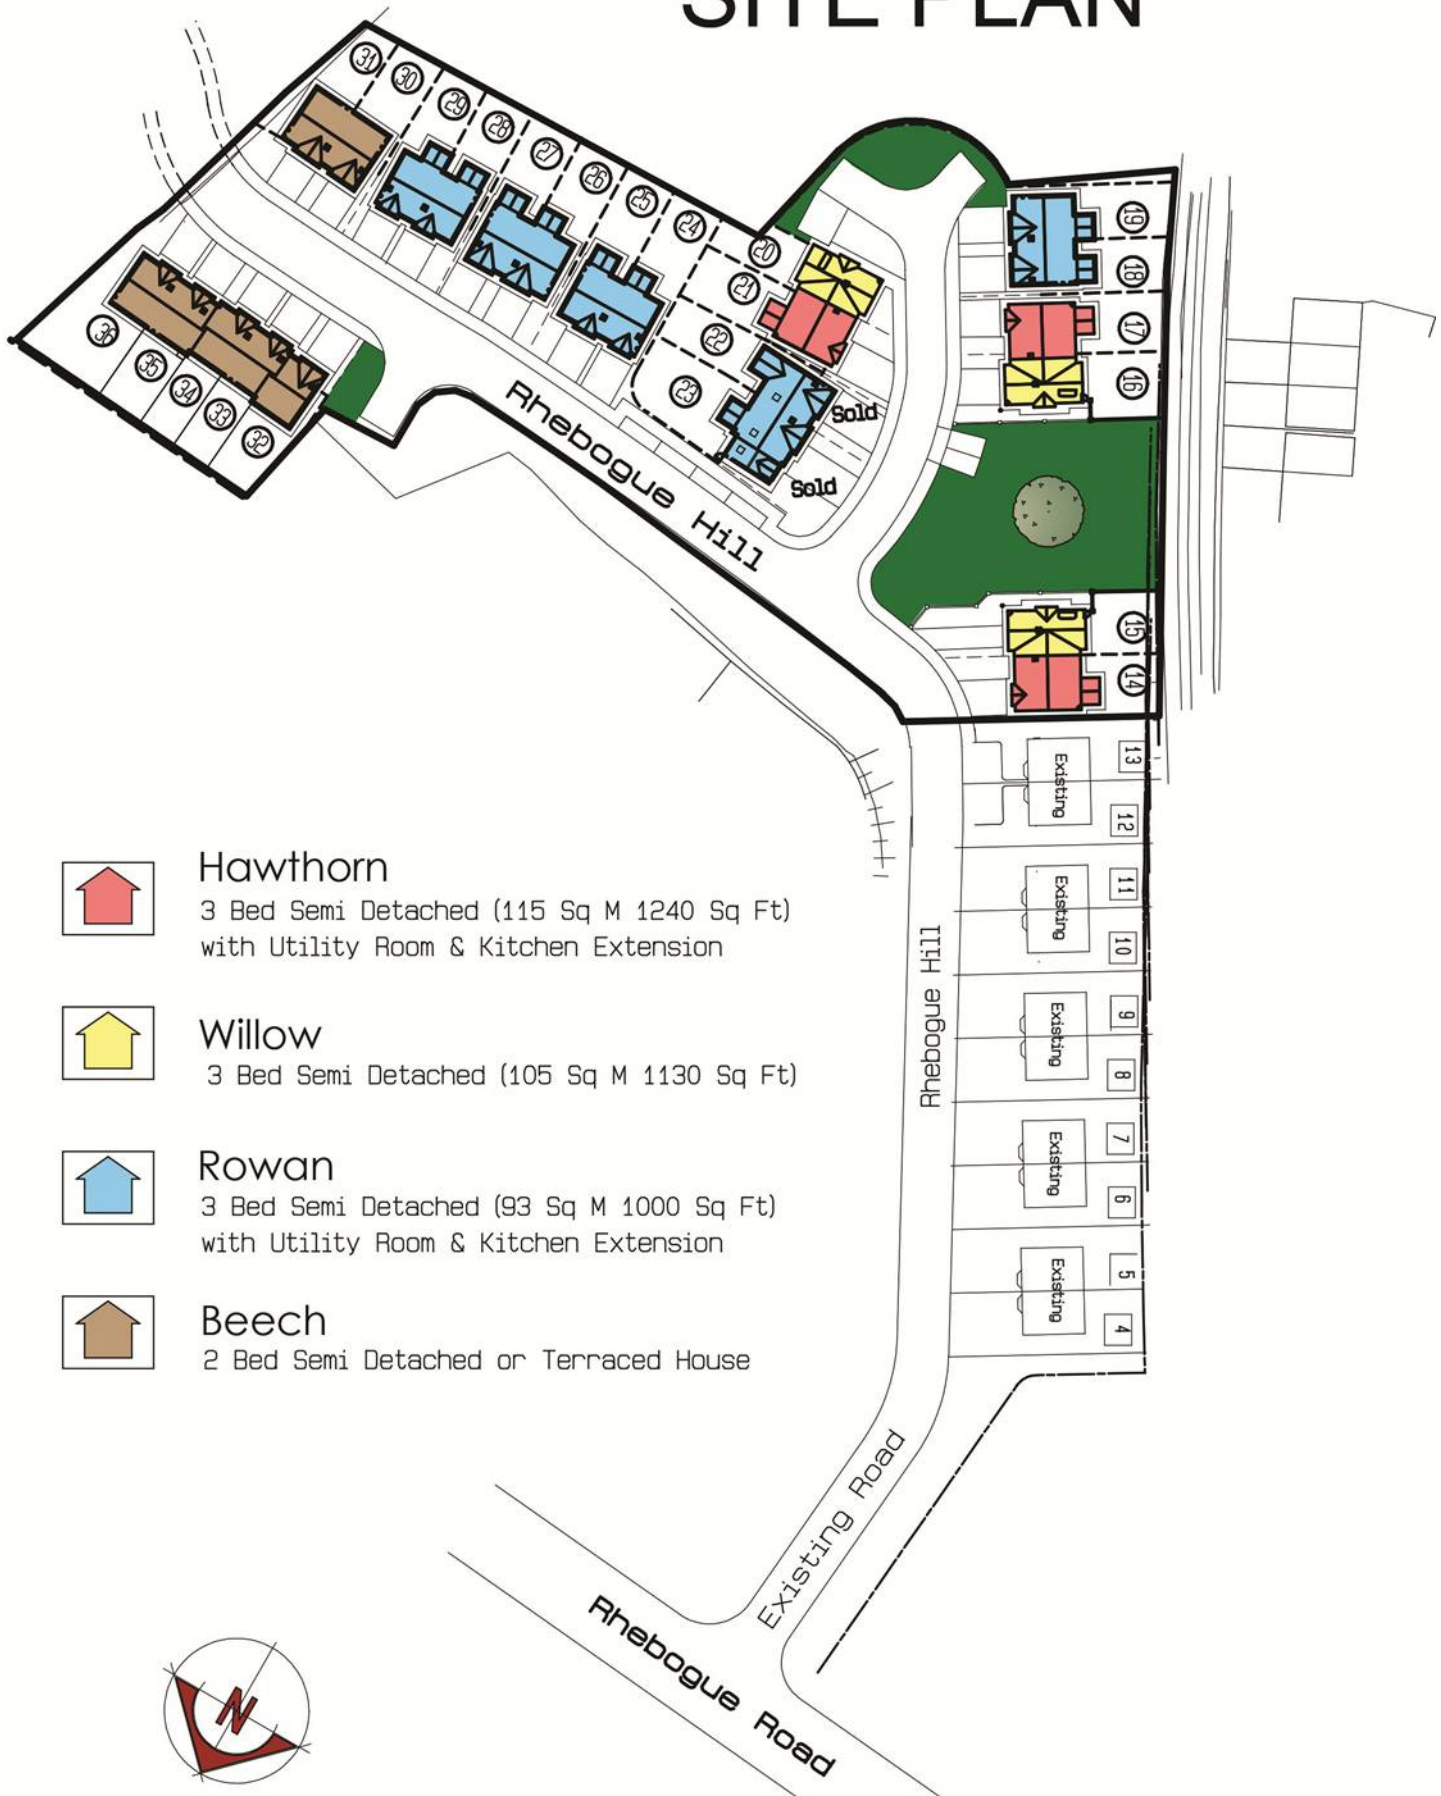 SITE PLAN
31
30
29
28
27
26
25
24
20
21
22
23
19
18
17
16
36
35
34
33
32
Sold
Sold
Rhebogue Hill
15
14
13
Existing
12
11
Existing
10
9
Existing
8
7
Existing
6
5
Existing
4
Rhebogue Hill
Hawthorn
3 Bed Semi Detached (115 Sq M 1240 Sq Ft)
with Utility Room & Kitchen Extension
Willow
3 Bed Semi Detached (105 Sq M 1130 Sq Ft)
Rowan
3 Bed Semi Detached (93 Sq M 1000 Sq Ft)
with Utility Room & Kitchen Extension
Beech
2 Bed Semi Detached or Terraced House
Existing Road
Rhebogue Road
N